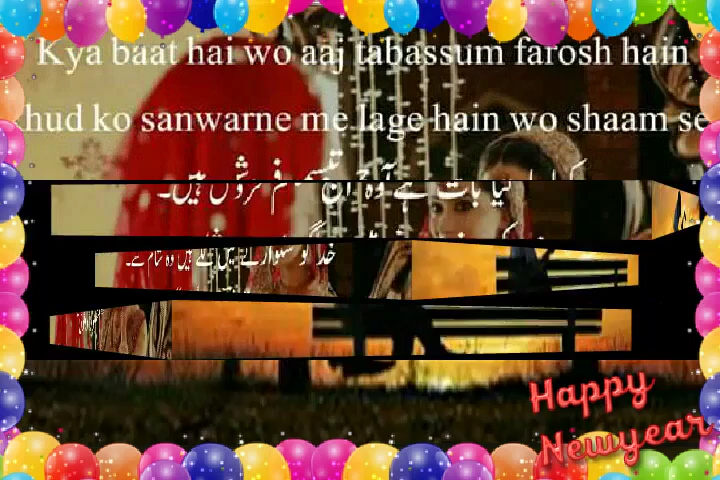 Kya baat hai wo aaj tabassum farosh hain
hud ko sanwarne me lage hain wo shaam se
کیا بات ہے وہ آج تبسم فروش ہیں۔
خد کو سنوارنے میں لگے ہیں وہ شام سے۔
Happy
Newyear